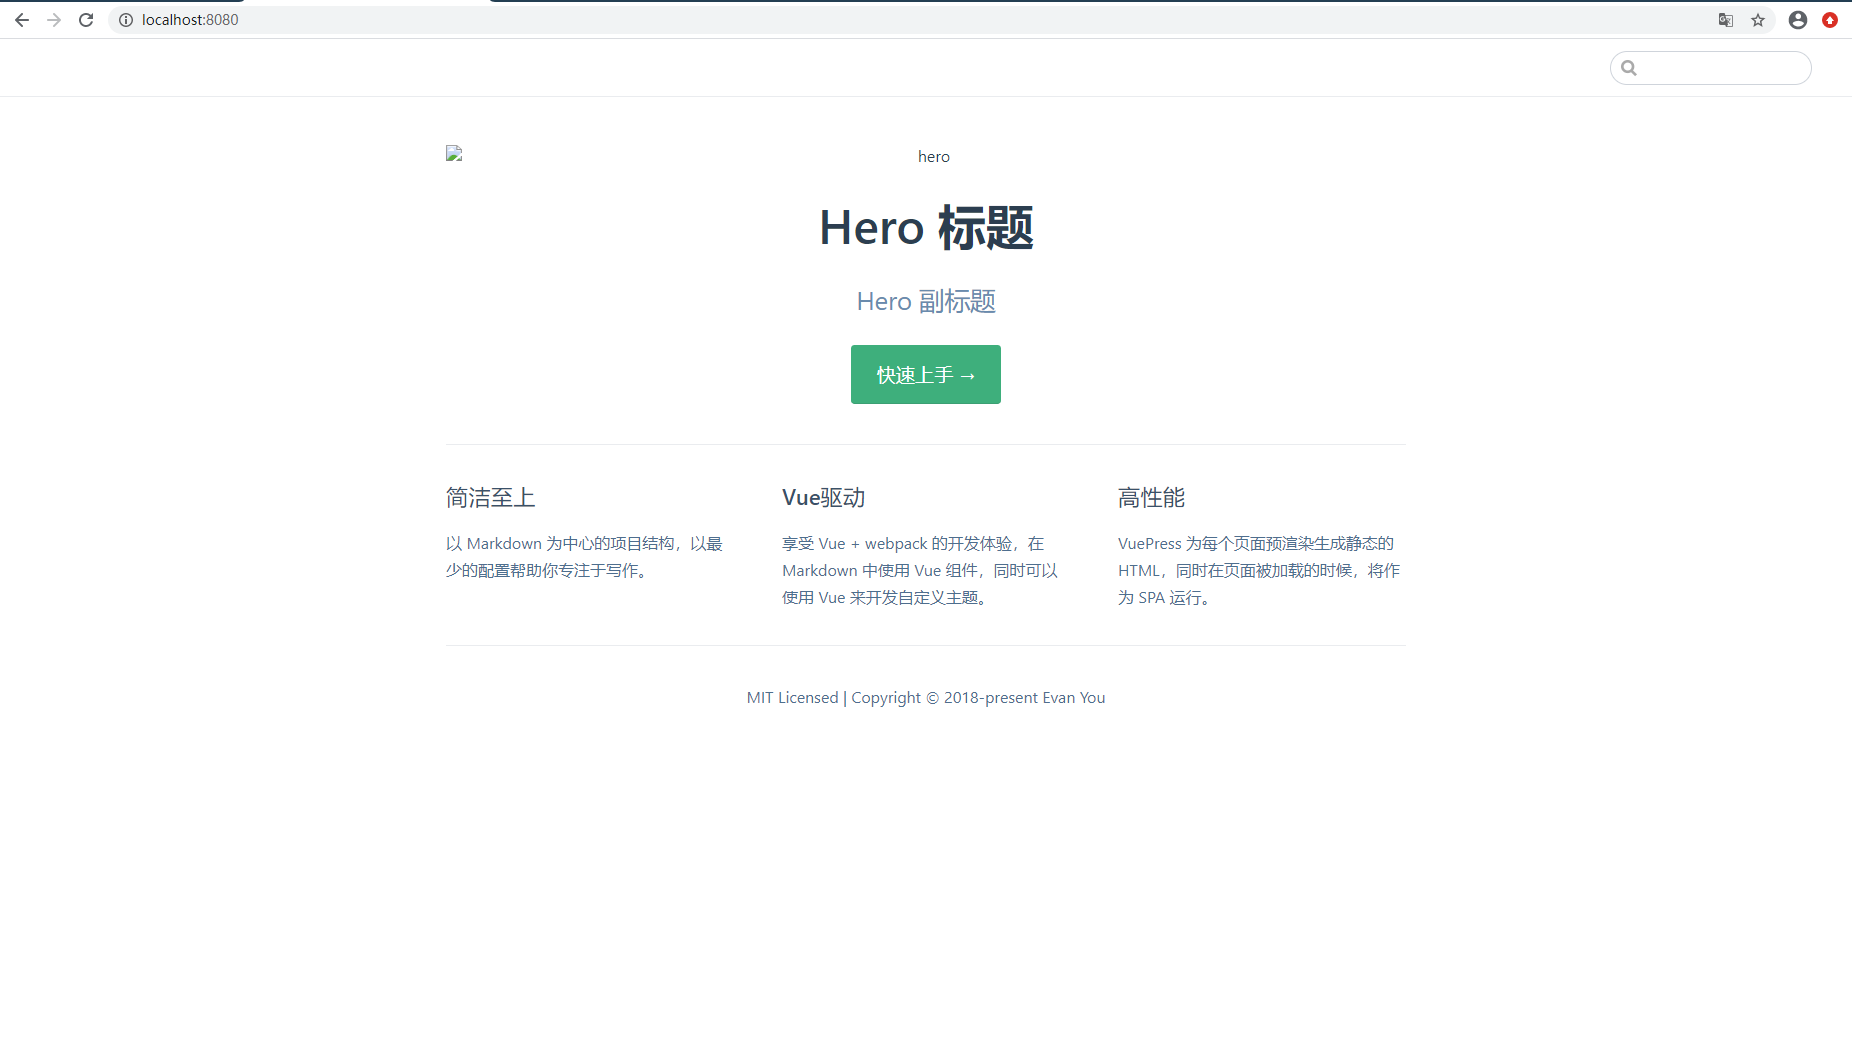 localhost:8080
hero
Hero 标题
Hero 副标题
快速上手 →
简洁至上
以 Markdown 为中心的项目结构，以最
少的配置帮助你专注于写作。
Vue驱动
享受 Vue + webpack 的开发体验，在
Markdown 中使用 Vue 组件，同时可以
使用 Vue 来开发自定义主题。
高性能
VuePress 为每个页面预渲染生成静态的
HTML，同时在页面被加载的时候，将作
为 SPA 运行。
MIT Licensed | Copyright © 2018-present Evan You